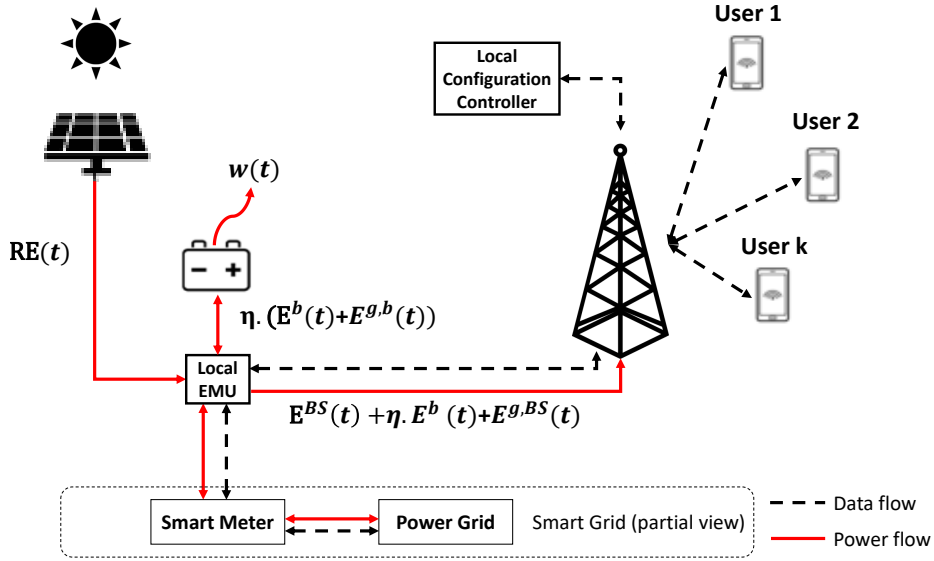 User 1
Local
Configuration
Controller
User 2
w(t)
RE(t)
User k
η. (E^b(t)+E^{g,b}(t))
Local
EMU
E^{BS}(t) +η. E^b (t)+E^{g,BS}(t)
Smart Meter
Power Grid
Smart Grid (partial view)
Data flow
Power flow